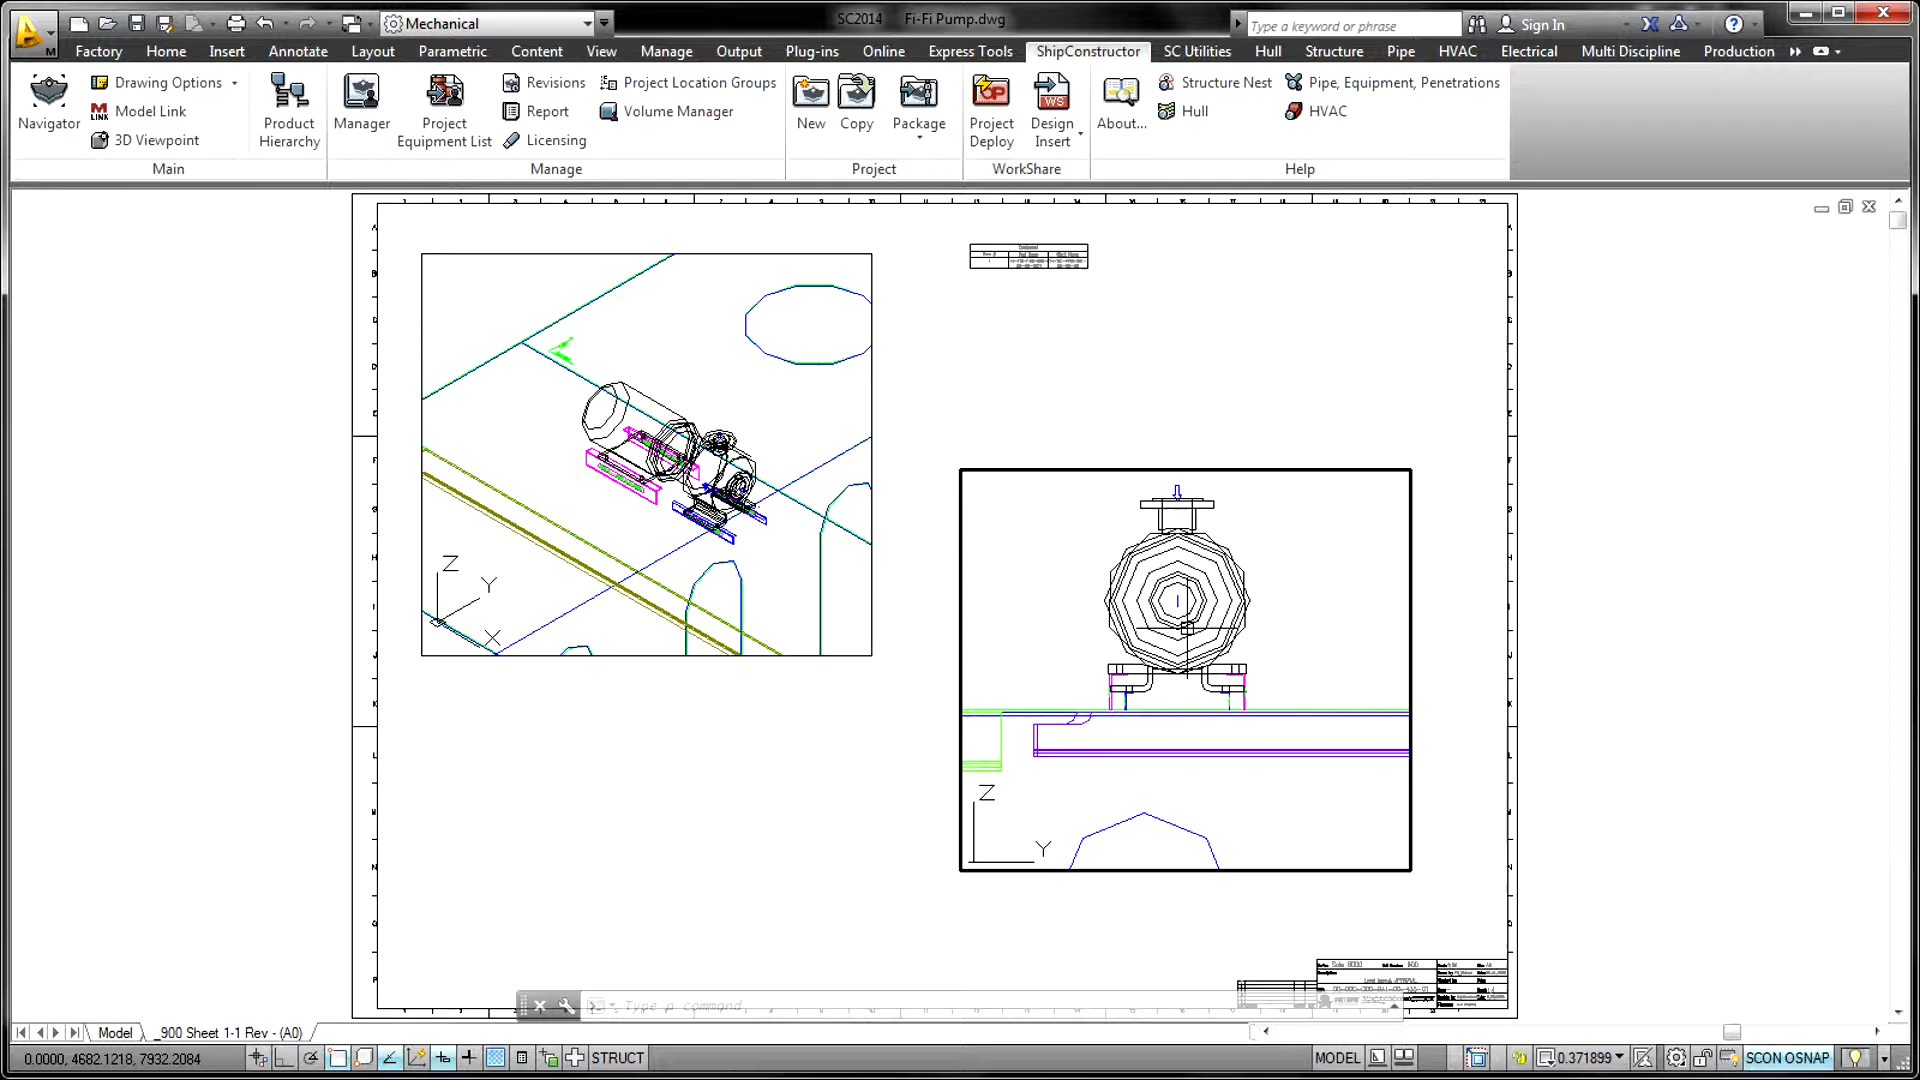 Mechanical
SC2014 Fi-Fi Pump.dwg
Type a keyword or phrase
Sign In
M
Factory Home Insert Annotate Layout Parametric Content View Manage Output Plug-ins Online Express Tools ShipConstructor SC Utilities Hull Structure Pipe HVAC Electrical Multi Discipline Production
Navigator
Drawing Options
M LINK Model Link
3D Viewpoint
Product Hierarchy
Main
Manager
Project Equipment List
Revisions
Report
Licensing
Project Location Groups
Volume Manager
Manage
New
Copy
Package
Project
Project Deploy
WS
Design Insert
WorkShare
About...
Structure Nest
Hull
Pipe, Equipment, Penetrations
HVAC
Help
Z
Y
X
Z
Y
Type a command
Model _900 Sheet 1-1 Rev - (A0)
0.0000, 4682.1218, 7932.2084
STRUCT
MODEL
0.371899
SCON OSNAP